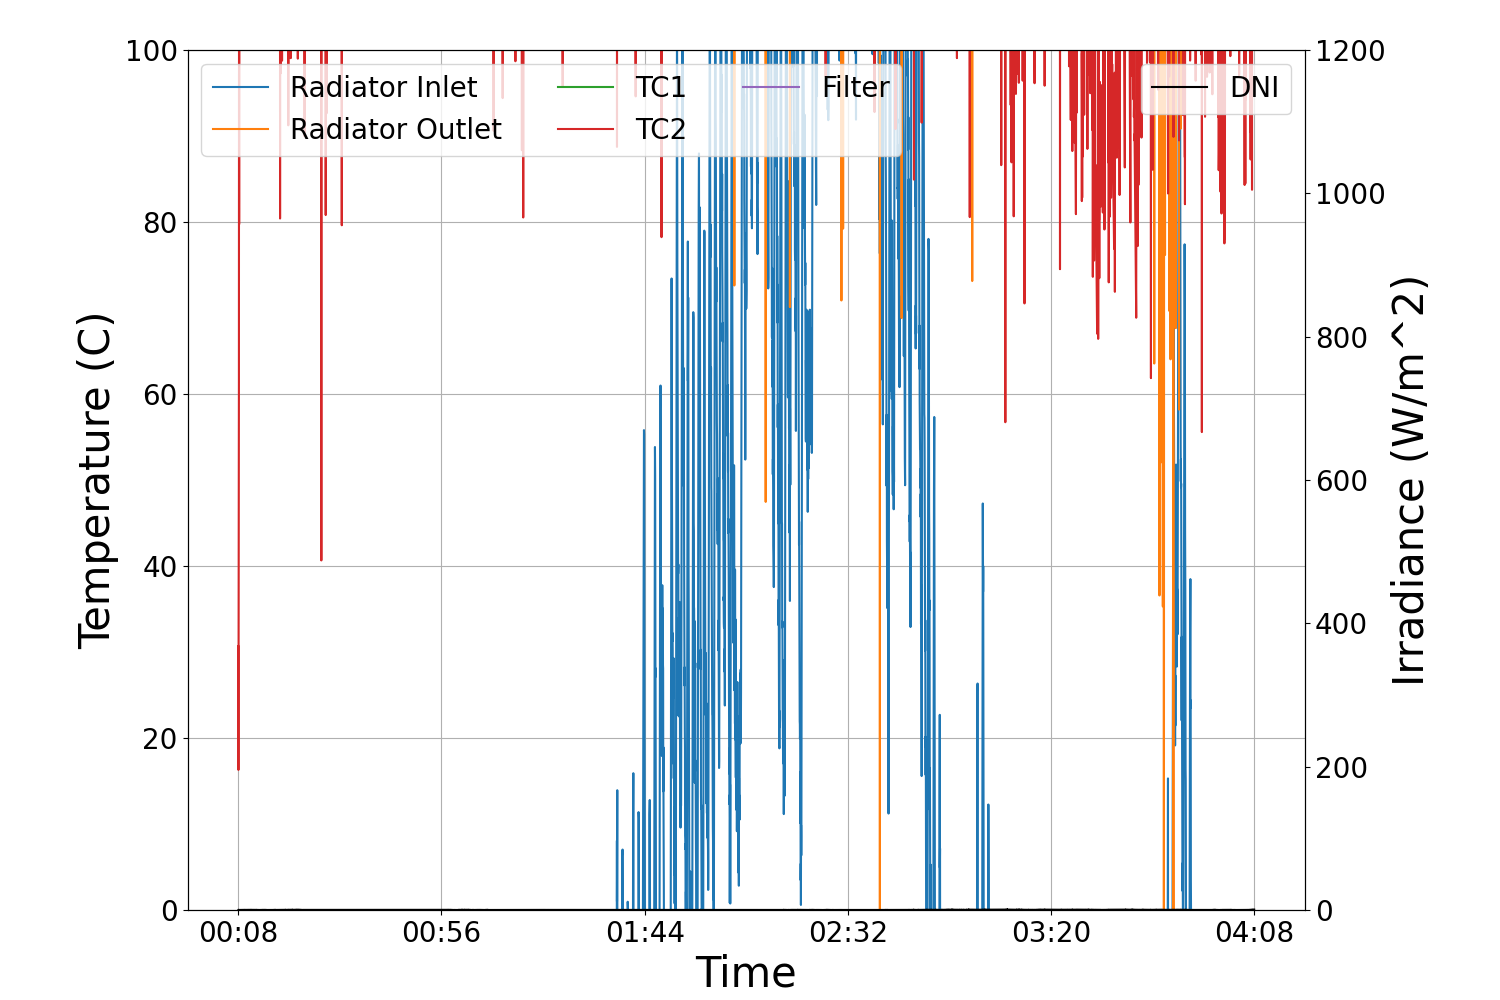 100
80
60
40
20
0
Temperature (C)
Radiator Inlet
Radiator Outlet
TC1
TC2
Filter
DNI
1200
1000
800
600
400
200
0
Irradiance (W/m^2)
00:08 00:56 01:44 02:32 03:20 04:08
Time